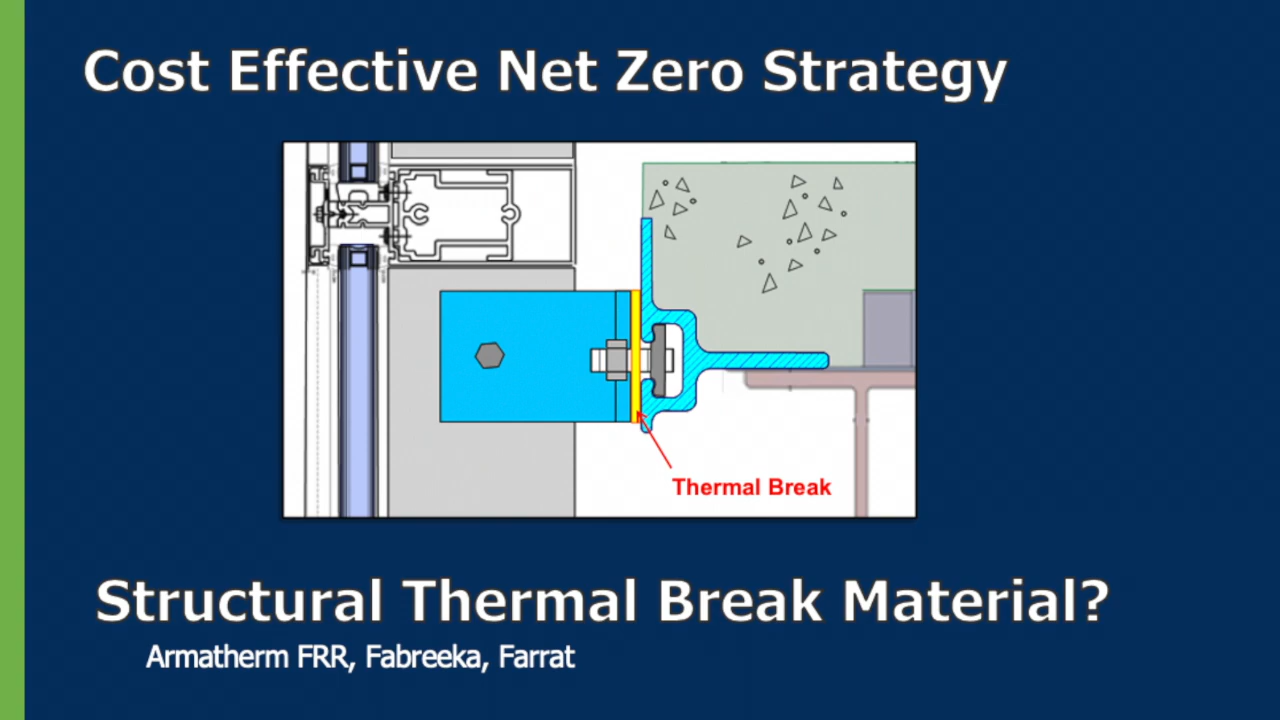 Cost Effective Net Zero Strategy
Thermal Break
Structural Thermal Break Material?
Armatherm FRR, Fabreeka, Farrat